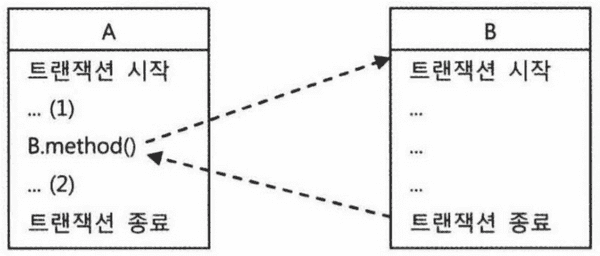 A
트랜잭션 시작
... (1)
B.method()
... (2)
트랜잭션 종료
B
트랜잭션 시작
...
...
...
트랜잭션 종료